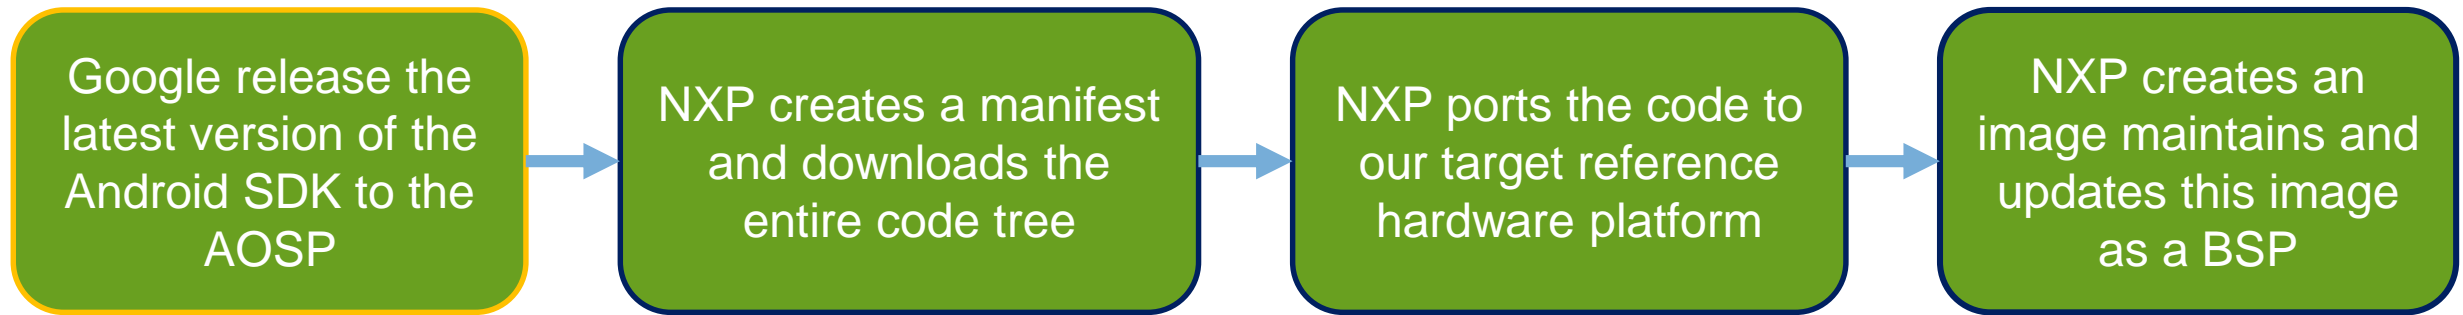 Google release the
latest version of the
Android SDK to the
AOSP
NXP creates a manifest
and downloads the
entire code tree
NXP ports the code to
our target reference
hardware platform
NXP creates an
image maintains and
updates this image
as a BSP